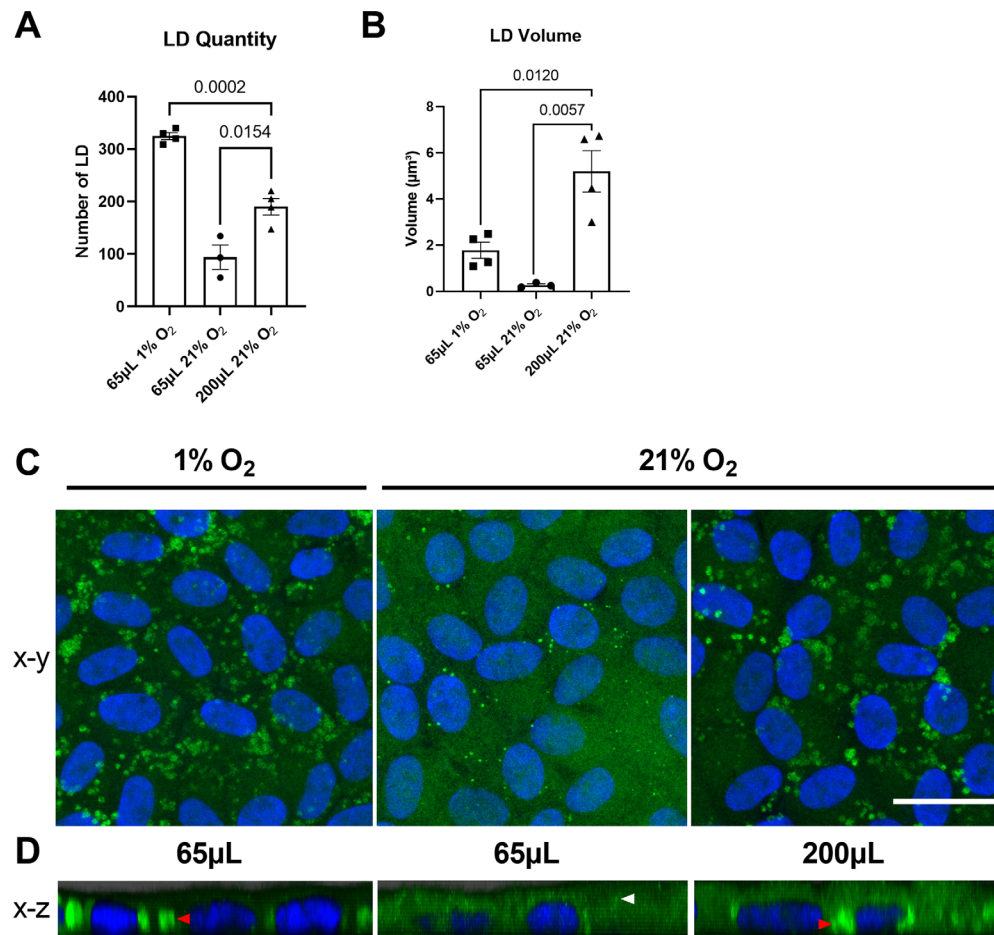 A
LD Quantity
0.0002
0.0154
Number of LD
400
300
200
100
0
65µL 1% O₂
65µL 21% O₂
200µL 21% O₂
B
LD Volume
0.0120
0.0057
Volume (µm³)
8
6
4
2
0
65µL 1% O₂
65µL 21% O₂
200µL 21% O₂
C
1% O₂
21% O₂
x-y
D
65µL
65µL
200µL
x-z